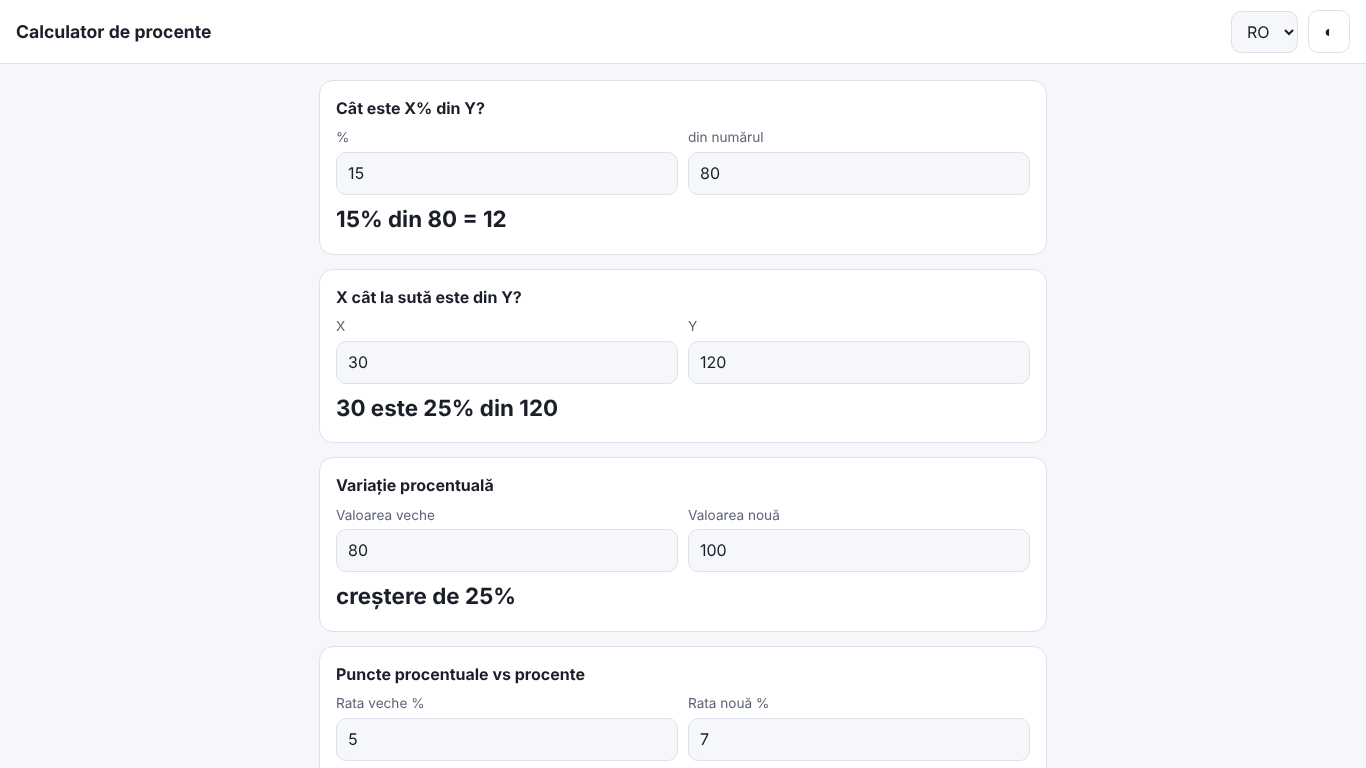 Calculator de procente
RO
Cât este X% din Y?
% din numărul
15 80
15% din 80 = 12
X cât la sută este din Y?
X Y
30 120
30 este 25% din 120
Variație procentuală
Valoarea veche Valoarea nouă
80 100
creștere de 25%
Puncte procentuale vs procente
Rata veche % Rata nouă %
5 7